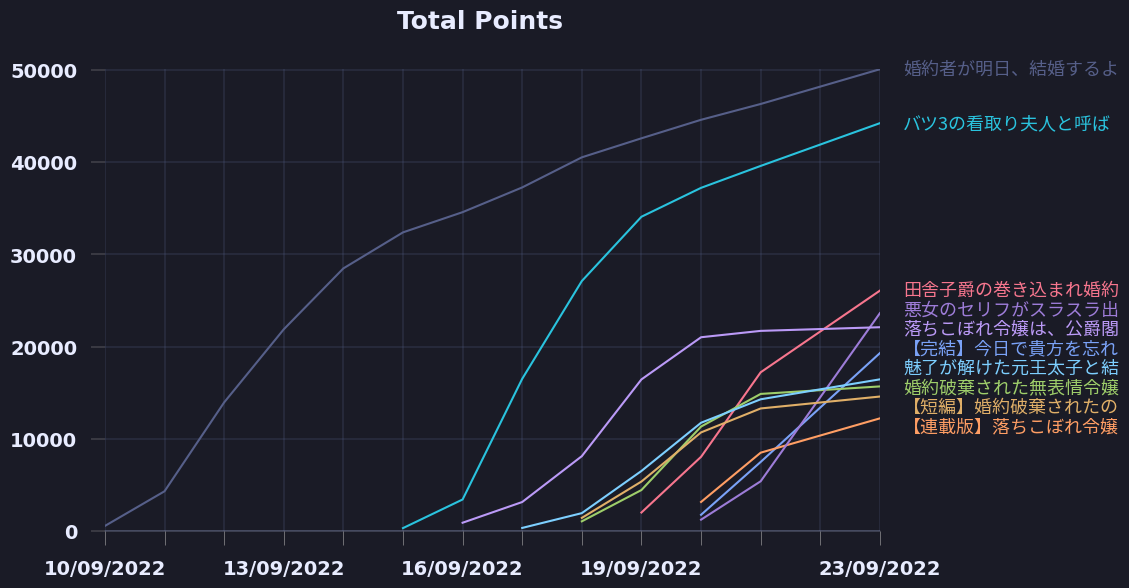 Total Points
50000
40000
30000
20000
10000
0
10/09/2022
13/09/2022
16/09/2022
19/09/2022
23/09/2022
婚約者が明日、結婚するよ
バツ3の看取り夫人と呼ば
田舎子爵の巻き込まれ婚約
悪女のセリフがスラスラ出
落ちこぼれ令嬢は、公爵閣
【完結】今日で貴方を忘れ
魅了が解けた元王太子と結
婚約破棄された無表情令嬢
【短編】婚約破棄されたの
【連載版】落ちこぼれ令嬢